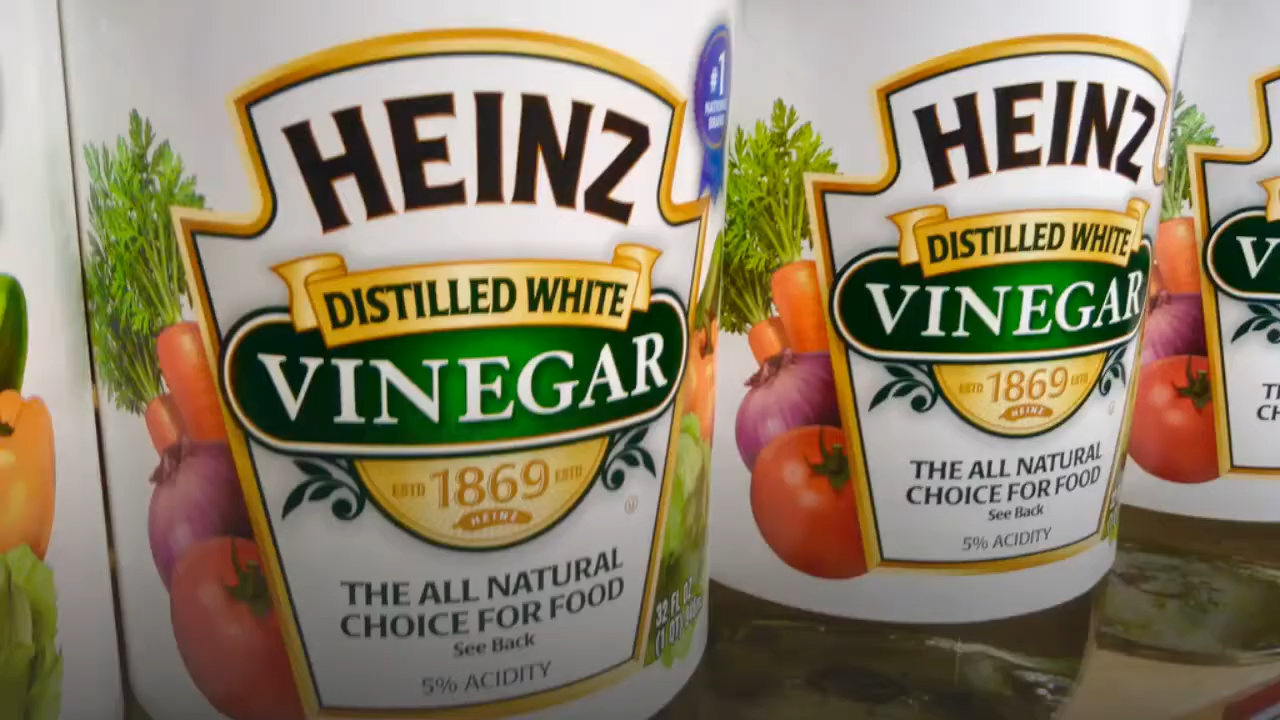 HEINZ
#1
NATIONAL
BRAND
DISTILLED WHITE
VINEGAR
ESTD 1869 ESTD
HEINZ
THE ALL NATURAL
CHOICE FOR FOOD
See Back
5% ACIDITY
32 FL OZ
HEINZ
DISTILLED WHITE
VINEGAR
ESTD 1869 ESTD
HEINZ
THE ALL NATURAL
CHOICE FOR FOOD
See Back
5% ACIDITY
V